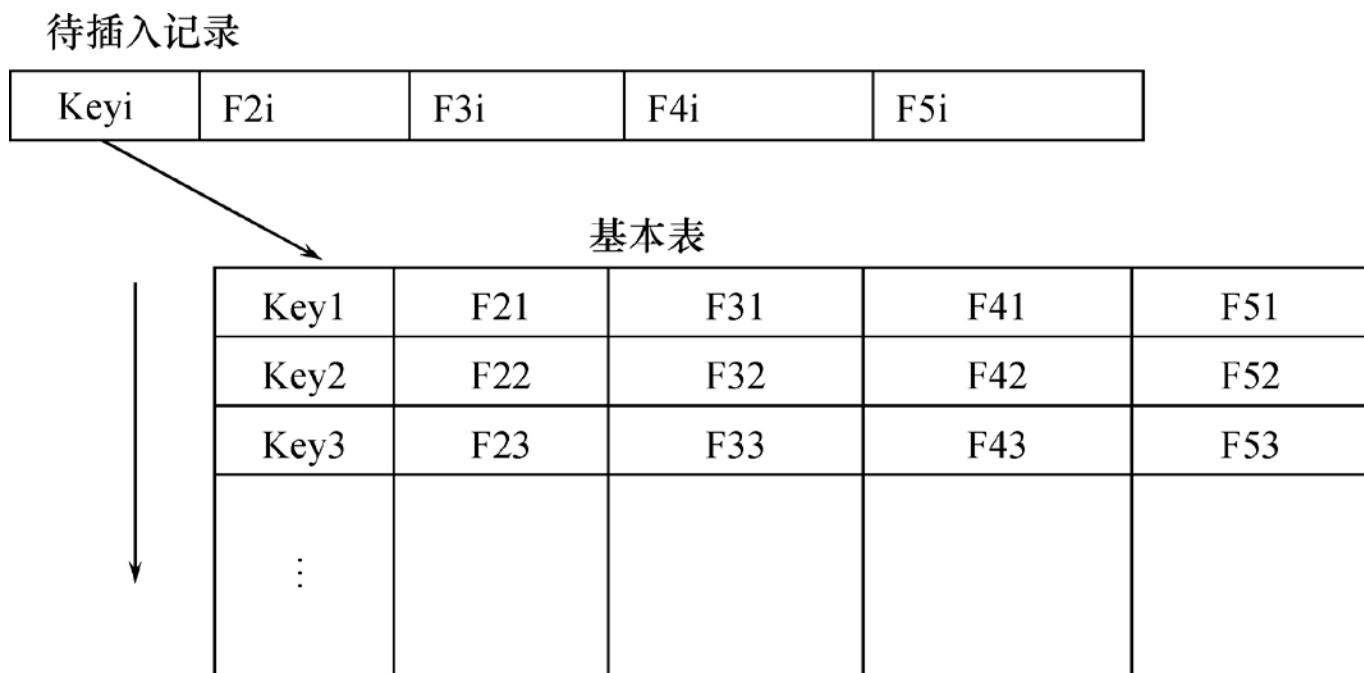 待插入记录
Keyi F2i F3i F4i F5i
基本表
Key1 F21 F31 F41 F51
Key2 F22 F32 F42 F52
Key3 F23 F33 F43 F53
⋮